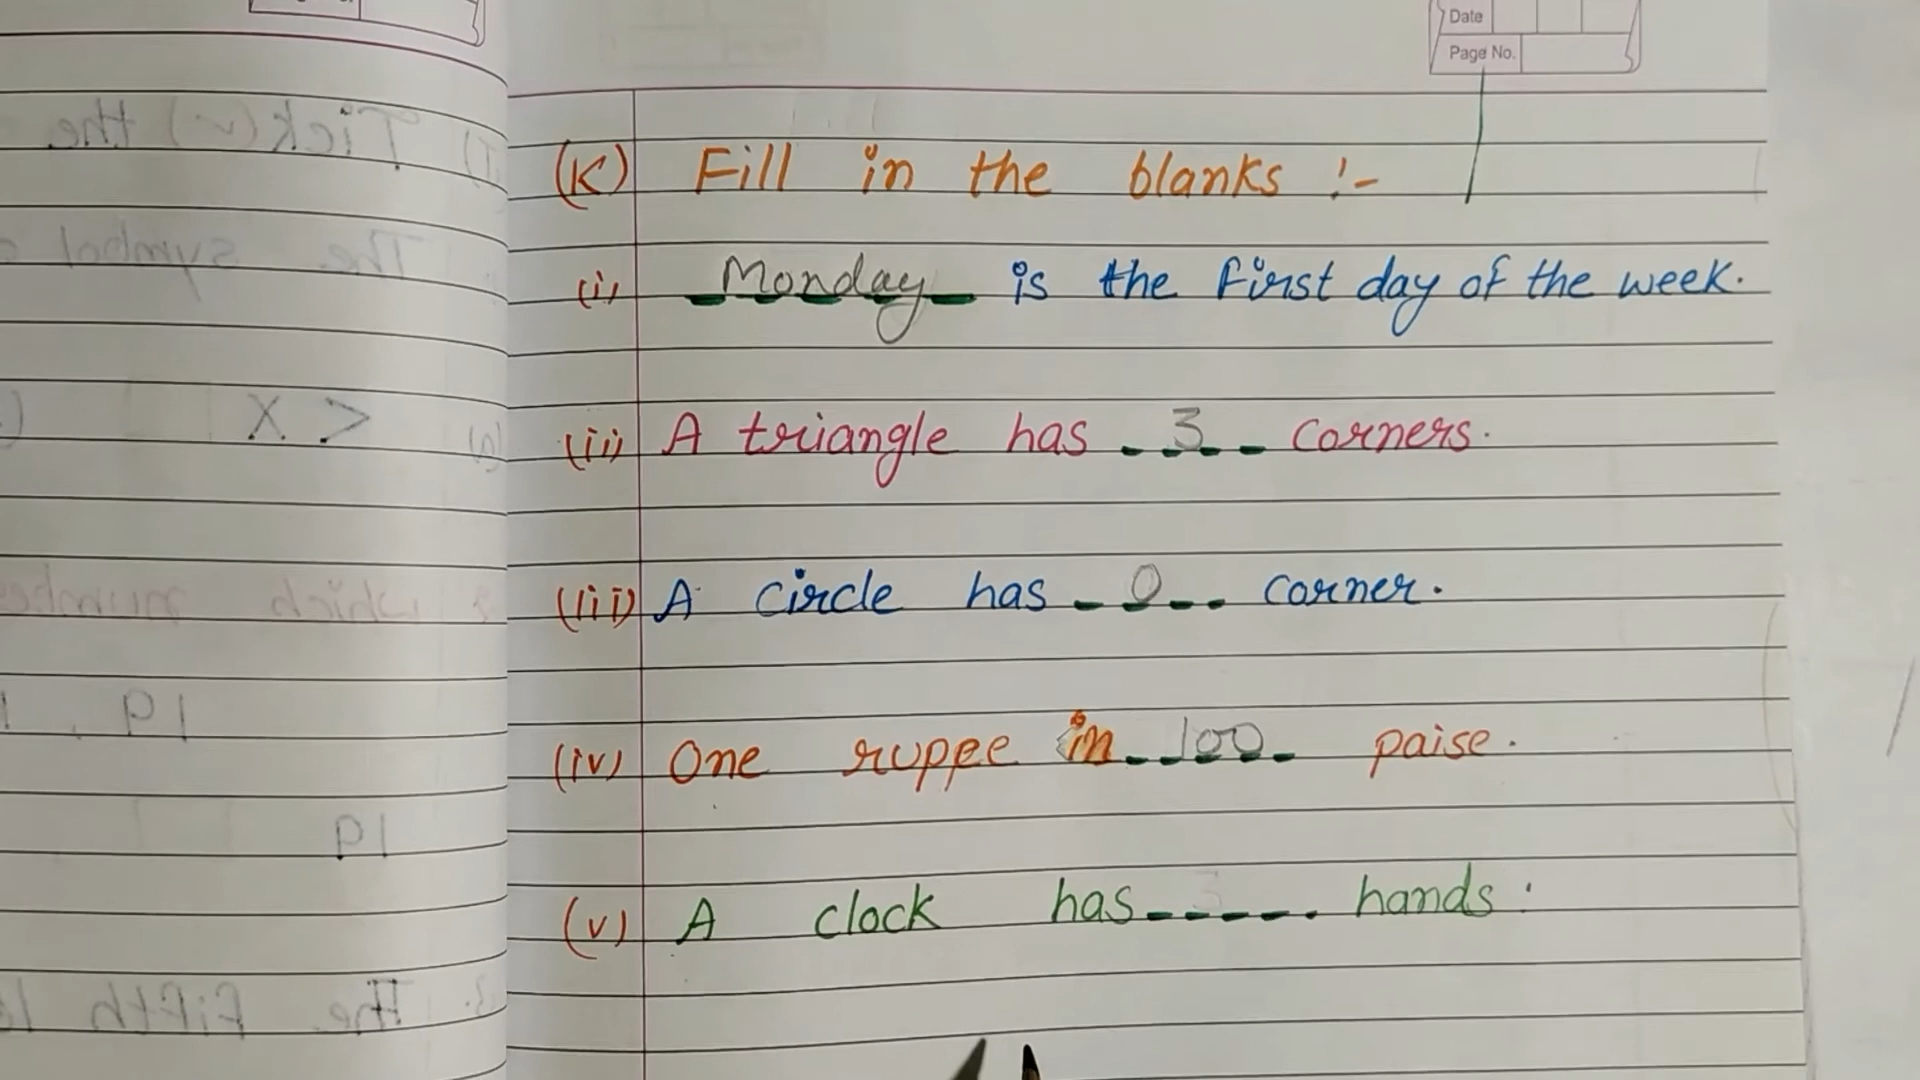 Date
Page No.
(K) Fill in the blanks :-
(i) Monday is the first day of the week.
(ii) A triangle has 3 corners.
(iii) A circle has 0 corner.
(iv) One ruppe in 100 paise.
(v) A clock has ----- hands.